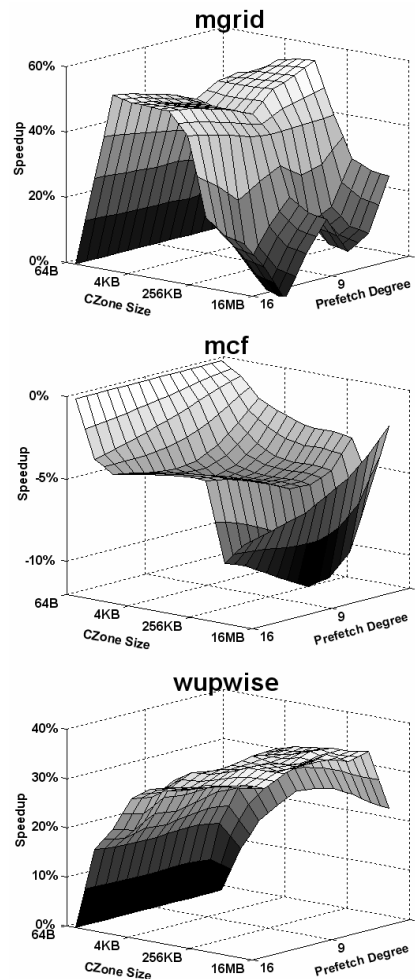 mgrid
60%
40%
20%
0%
Speedup
64B
4KB
256KB
16MB
CZone Size
16
9
Prefetch Degree
mcf
0%
-5%
-10%
Speedup
64B
4KB
256KB
16MB
CZone Size
16
9
Prefetch Degree
wupwise
40%
30%
20%
10%
0%
Speedup
64B
4KB
256KB
16MB
CZone Size
16
9
Prefetch Degree